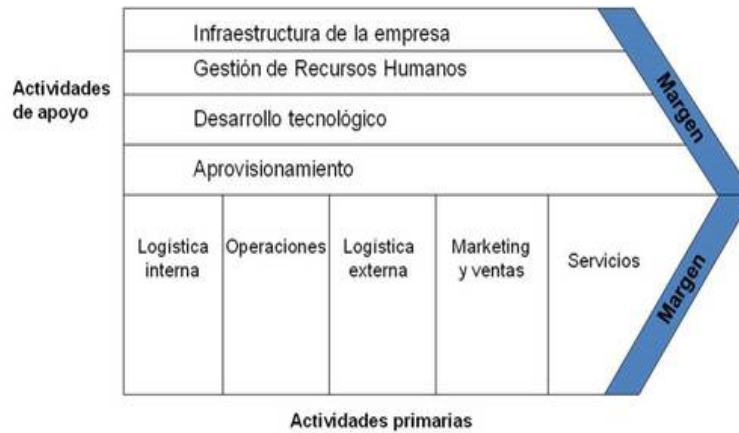 Infraestructura de la empresa
Gestión de Recursos Humanos
Actividades
de apoyo
Desarrollo tecnológico
Aprovisionamiento
Margen
Logística
interna
Operaciones
Logística
externa
Marketing
y ventas
Servicios
Margen
Actividades primarias